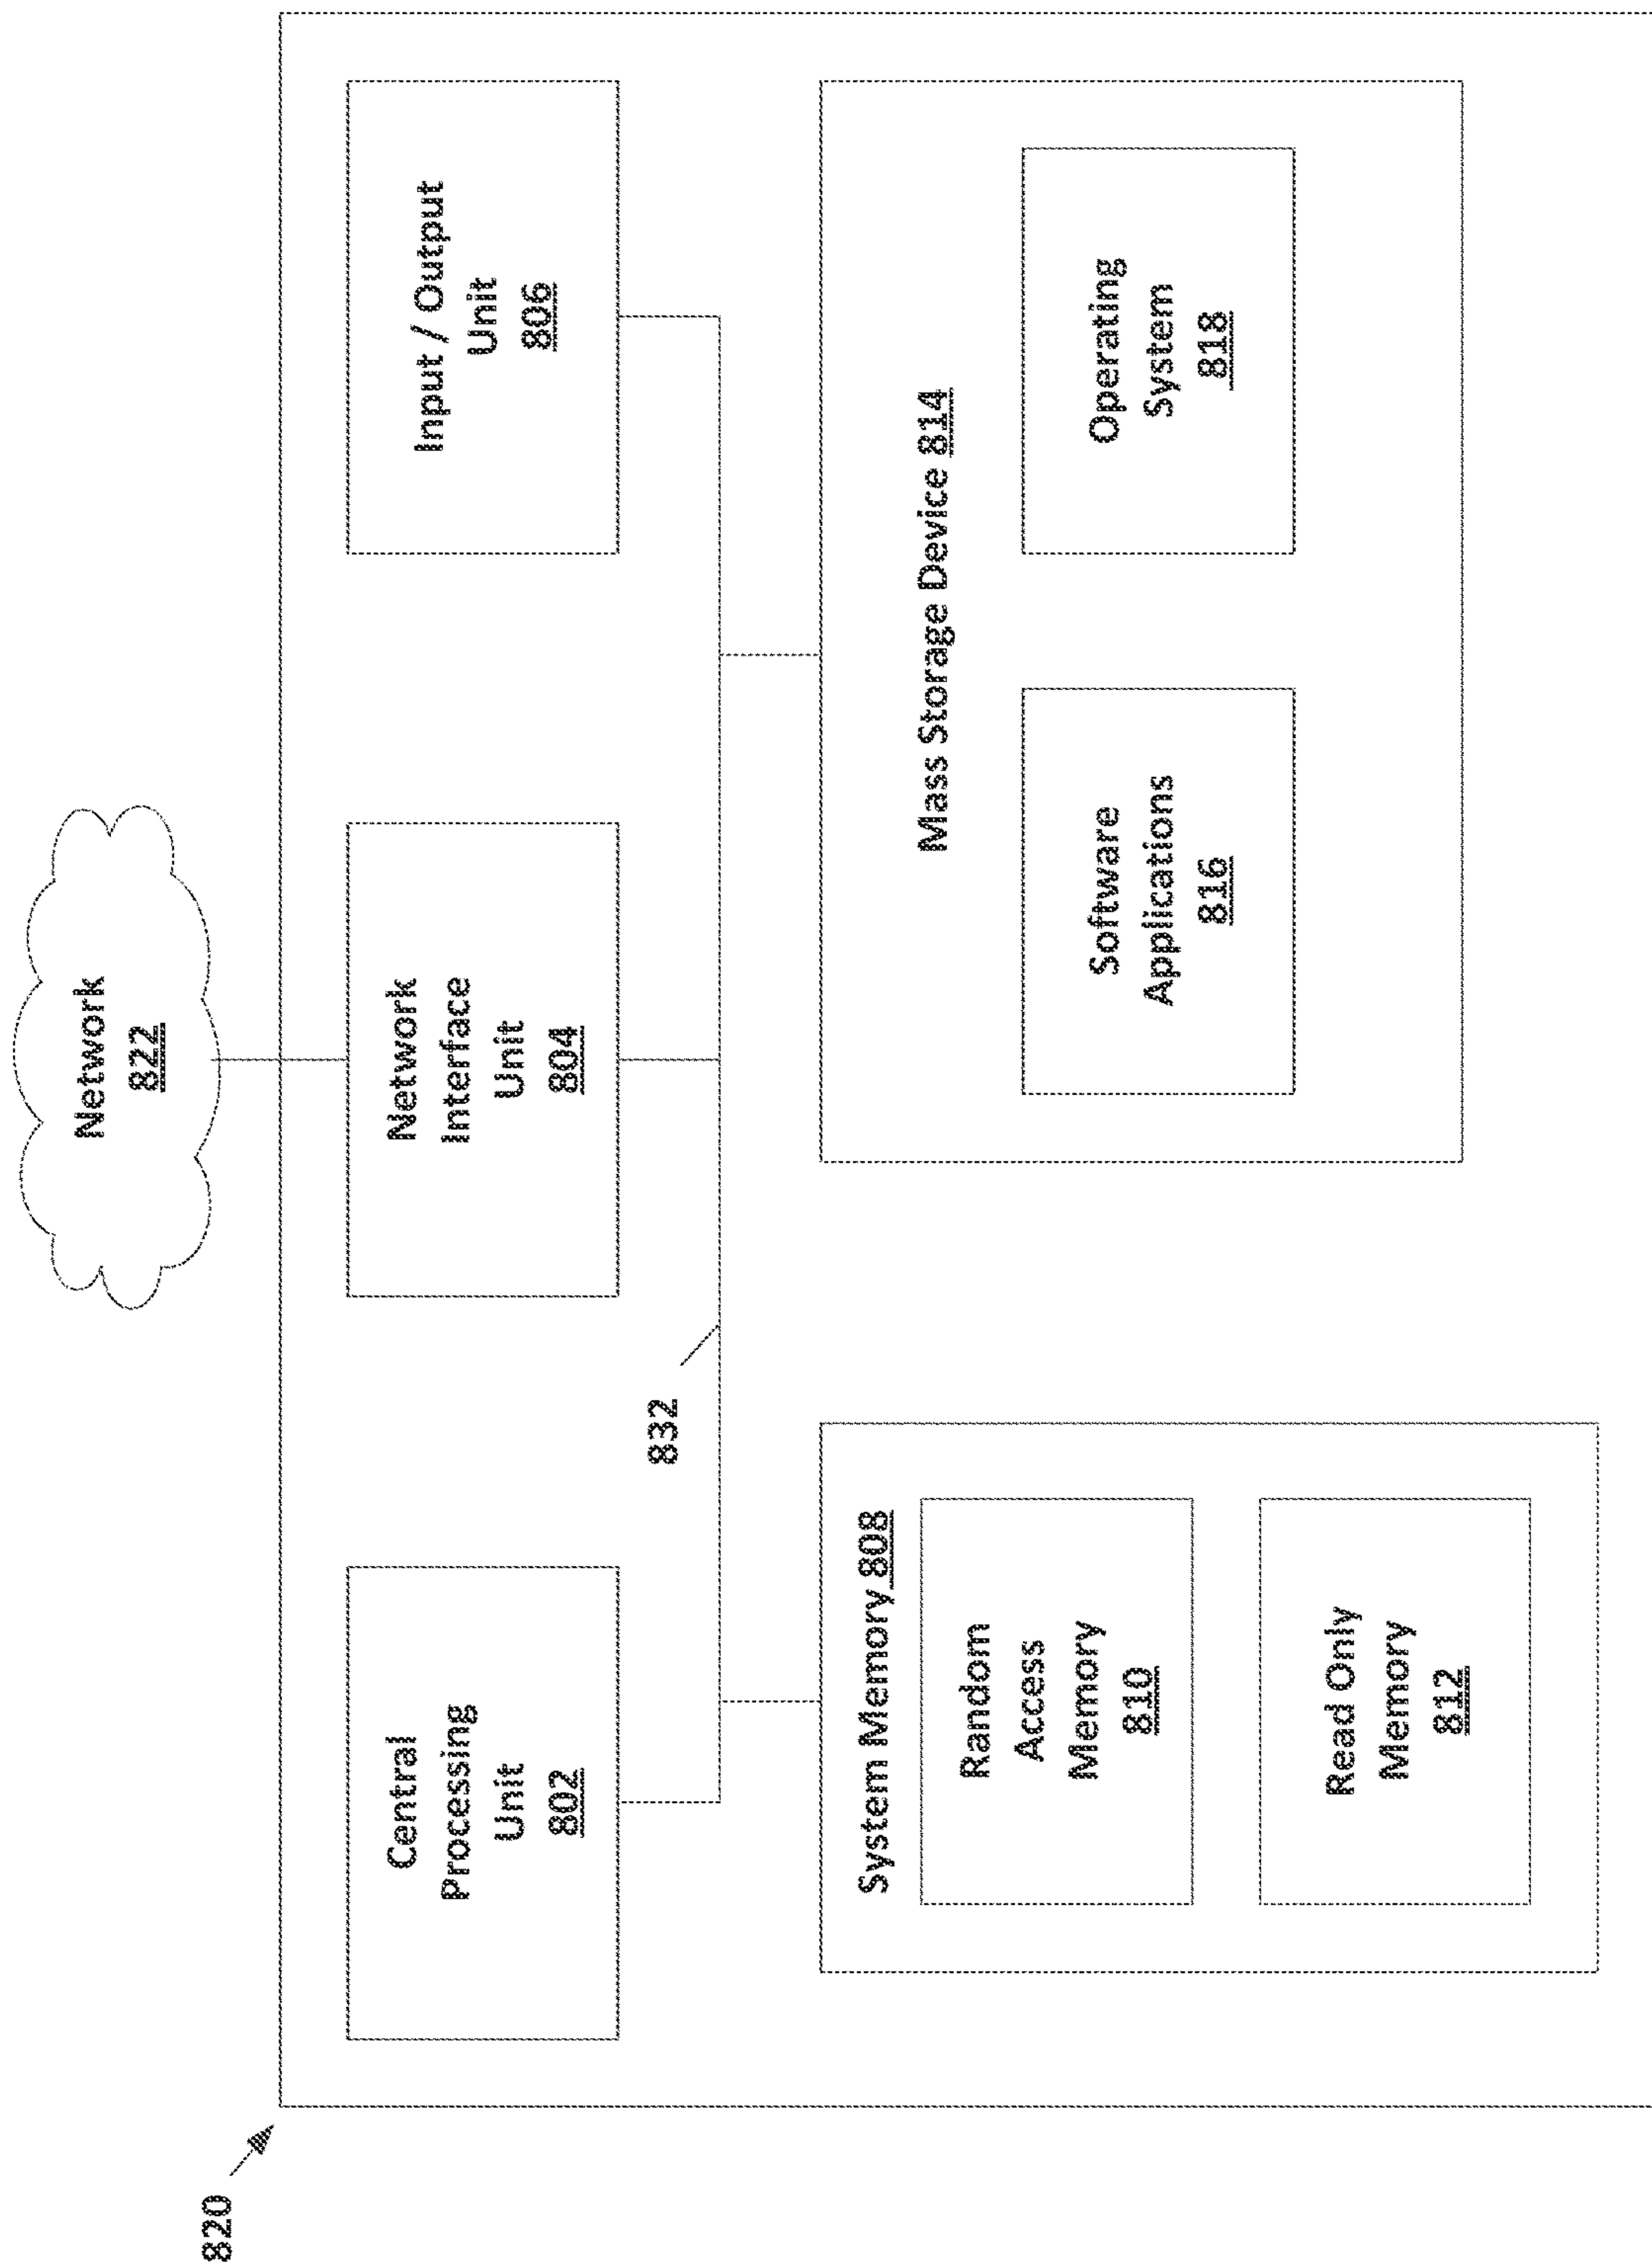 820
Network
822
Central
Processing
Unit
802
Network
Interface
Unit
804
Input / Output
Unit
806
832
System Memory 808
Random
Access
Memory
810
Read Only
Memory
812
Mass Storage Device 814
Software
Applications
816
Operating
System
818